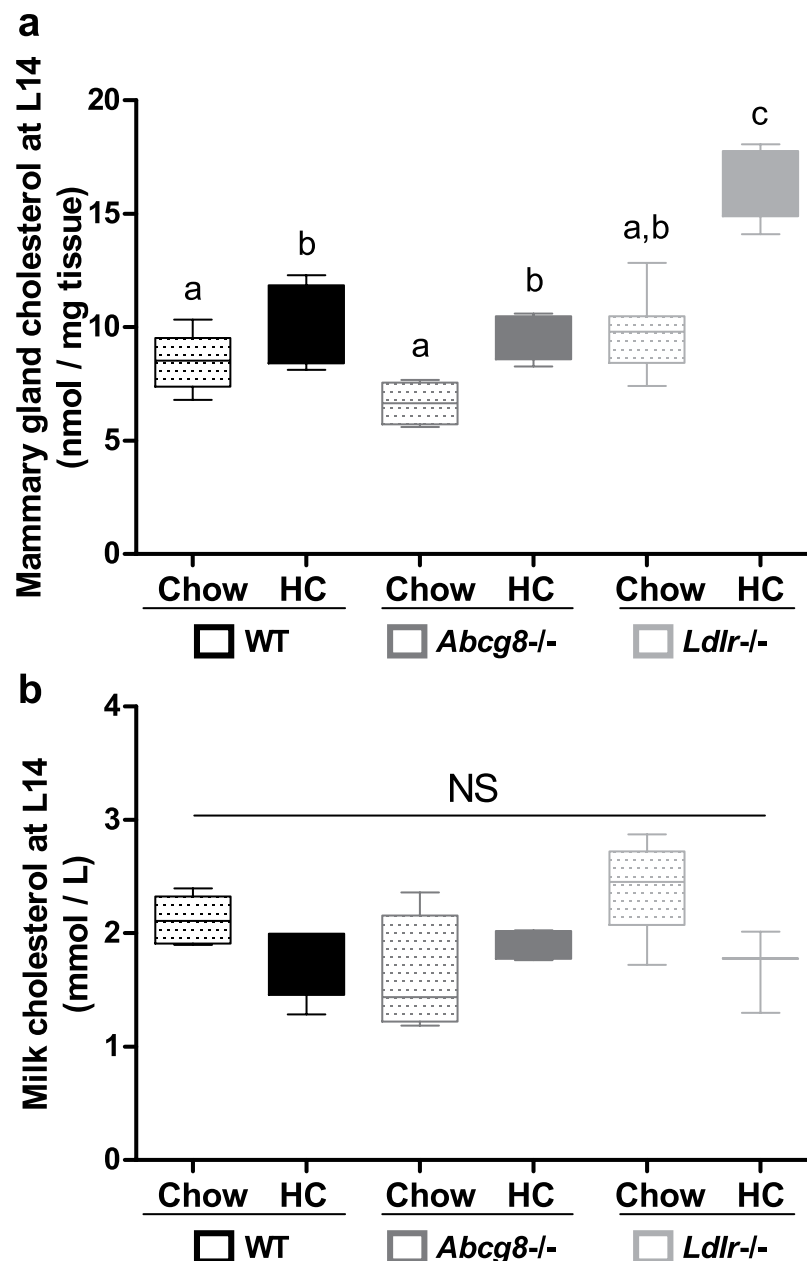 a
Mammary gland cholesterol at L14
(nmol / mg tissue)
20
15
10
5
0
a
b
a
b
a,b
c
Chow HC Chow HC Chow HC
WT Abcg8-/- Ldlr-/-
b
Milk cholesterol at L14
(mmol / L)
4
3
2
1
0
NS
Chow HC Chow HC Chow HC
WT Abcg8-/- Ldlr-/-